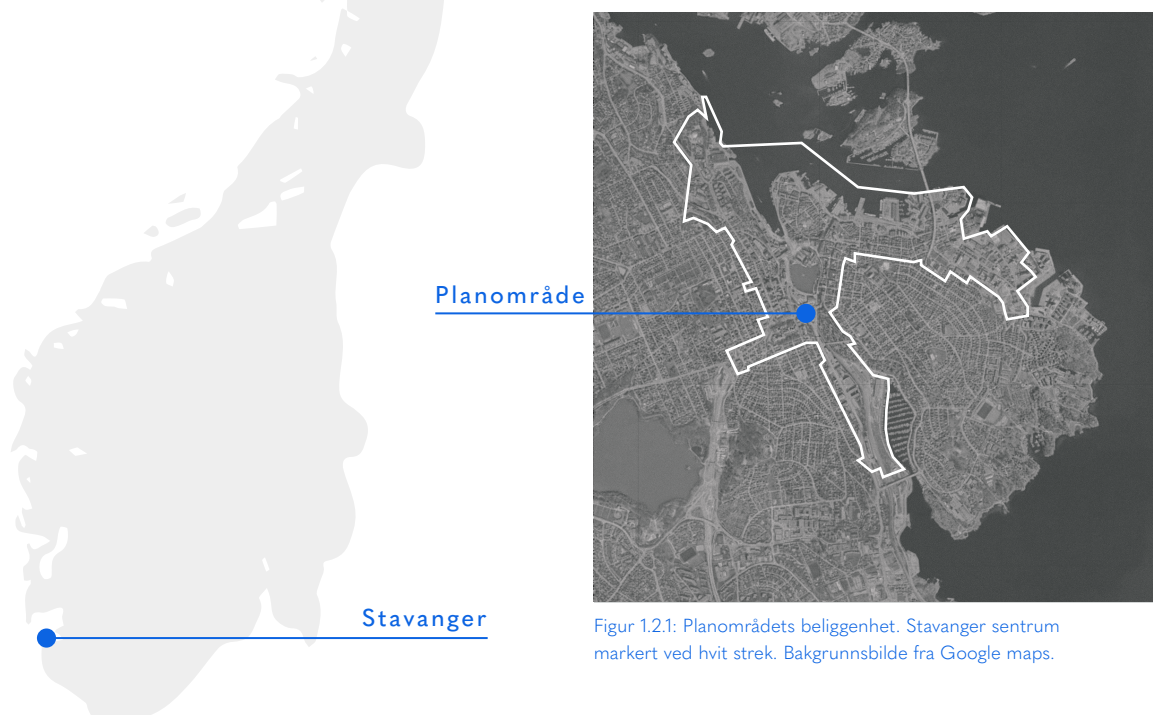 Planområde
Stavanger
Figur 1.2.1: Planområdets beliggenhet. Stavanger sentrum
markert ved hvit strek. Bakgrunnsbilde fra Google maps.